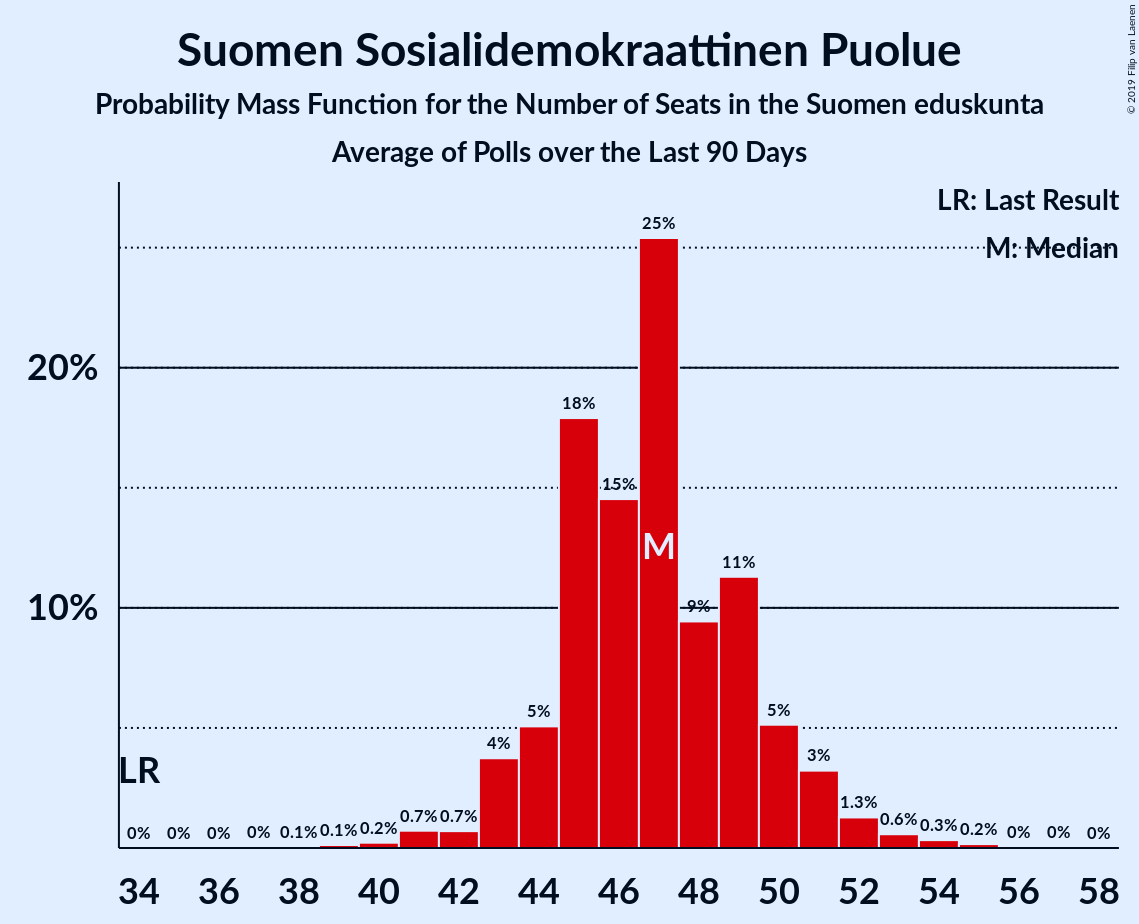 Suomen Sosialidemokraattinen Puolue
Probability Mass Function for the Number of Seats in the Suomen eduskunta
Average of Polls over the Last 90 Days
© 2019 Filip van Laenen
LR: Last Result
M: Median
25%
20%
18%
15%
M
11%
10%
9%
5%
5%
4%
3%
LR
1.3%
0% 0% 0% 0% 0.1% 0.1% 0.2% 0.7% 0.7% 0.6% 0.3% 0.2% 0% 0% 0%
34 36 38 40 42 44 46 48 50 52 54 56 58